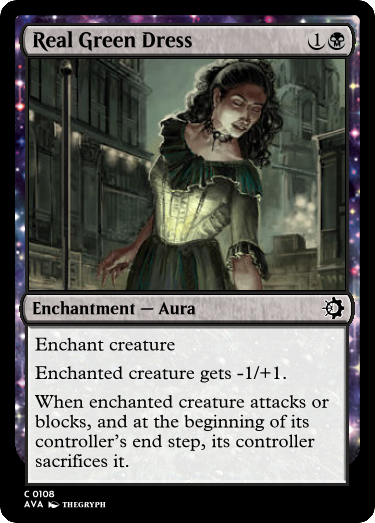 Real Green Dress 1
Enchantment — Aura
Enchant creature
Enchanted creature gets -1/+1.
When enchanted creature attacks or
blocks, and at the beginning of its
controller's end step, its controller
sacrifices it.
C 0108
AVA THEGRYPH